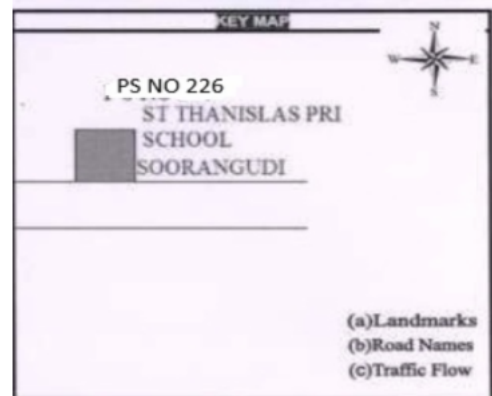 KEY MAP
N
W E
S
PS NO 226
ST THANISLAS PRI
SCHOOL
SOORANGUDI
(a)Landmarks
(b)Road Names
(c)Traffic Flow